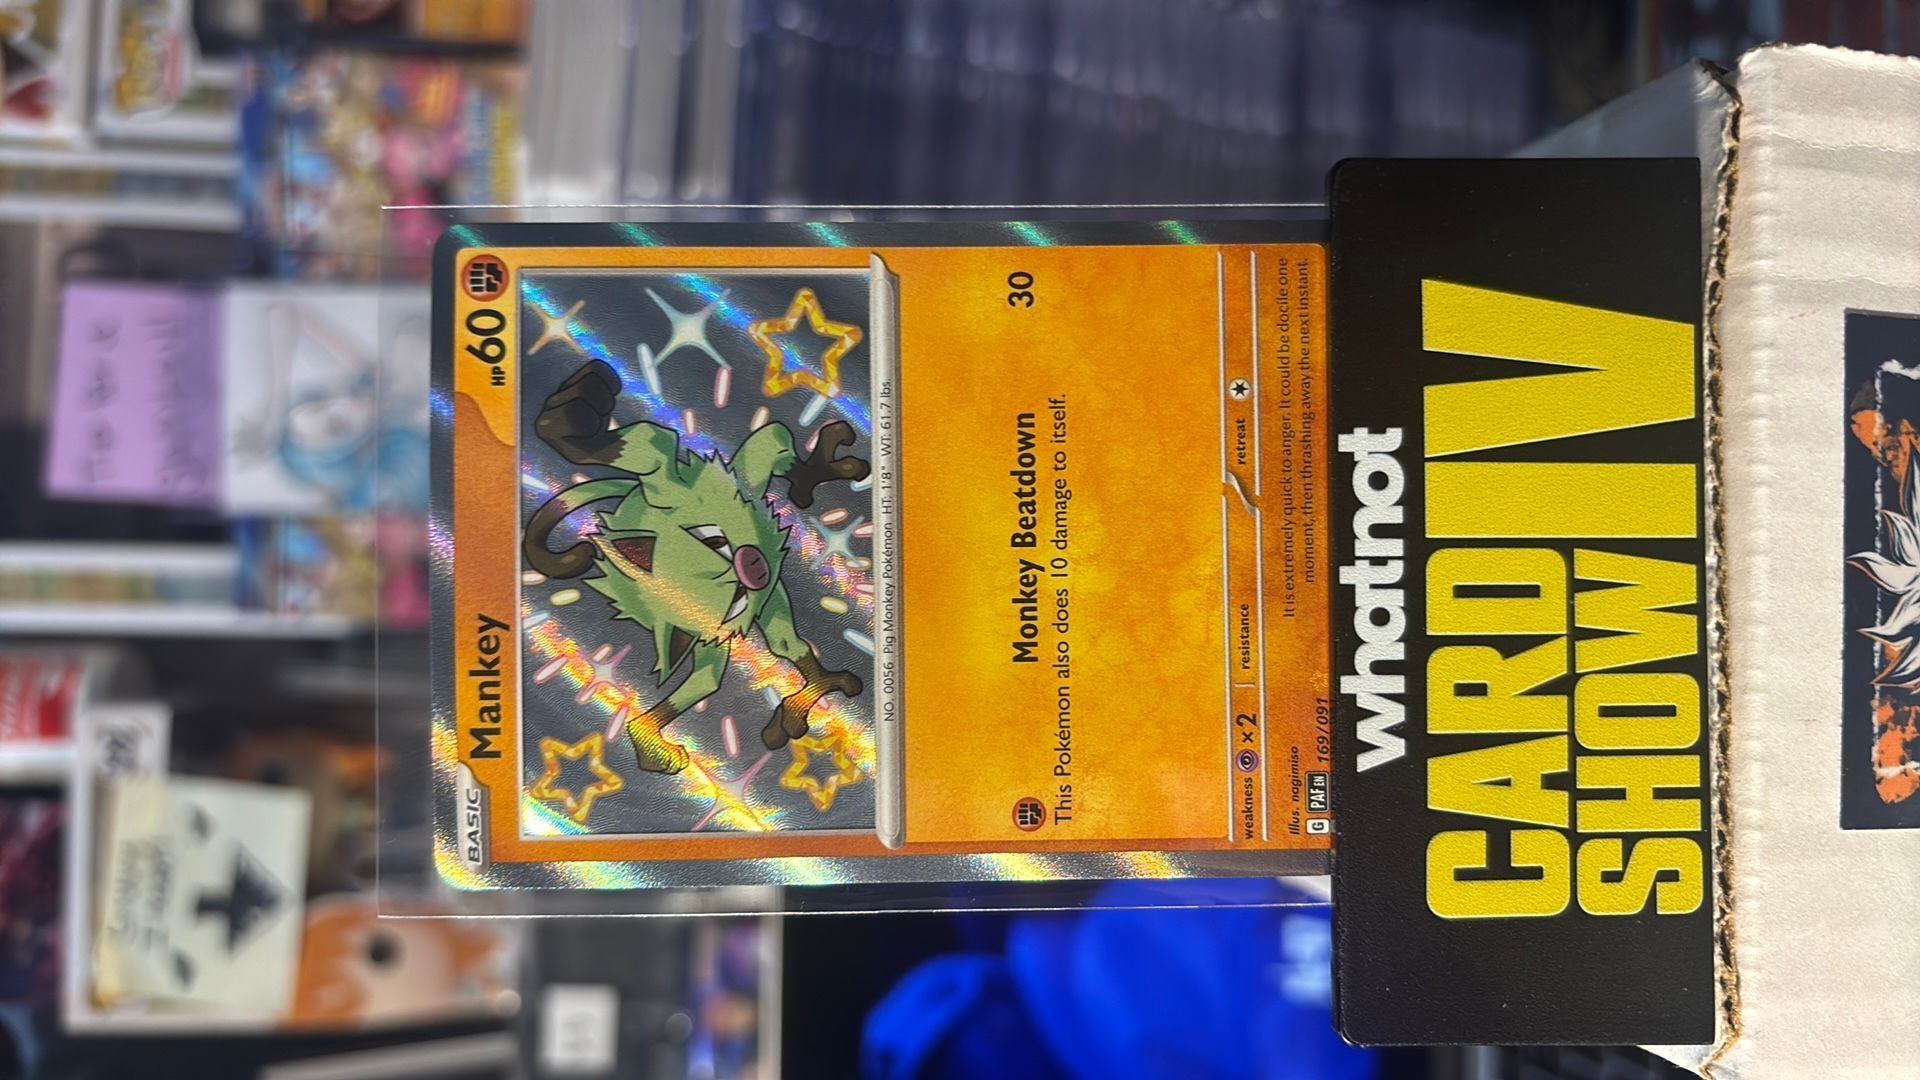 BASIC
Mankey
HP 60
NO. 0056 Pig Monkey Pokémon HT: 1'8" WT: 61.7 lbs.
Monkey Beatdown 30
This Pokémon also does 10 damage to itself.
weakness ×2 resistance retreat
Illus. nagimiso
It is extremely quick to anger. It could be docile one
moment, then thrashing away the next instant.
G PAF EN 169/091
whatnot
CARD IV
SHOW